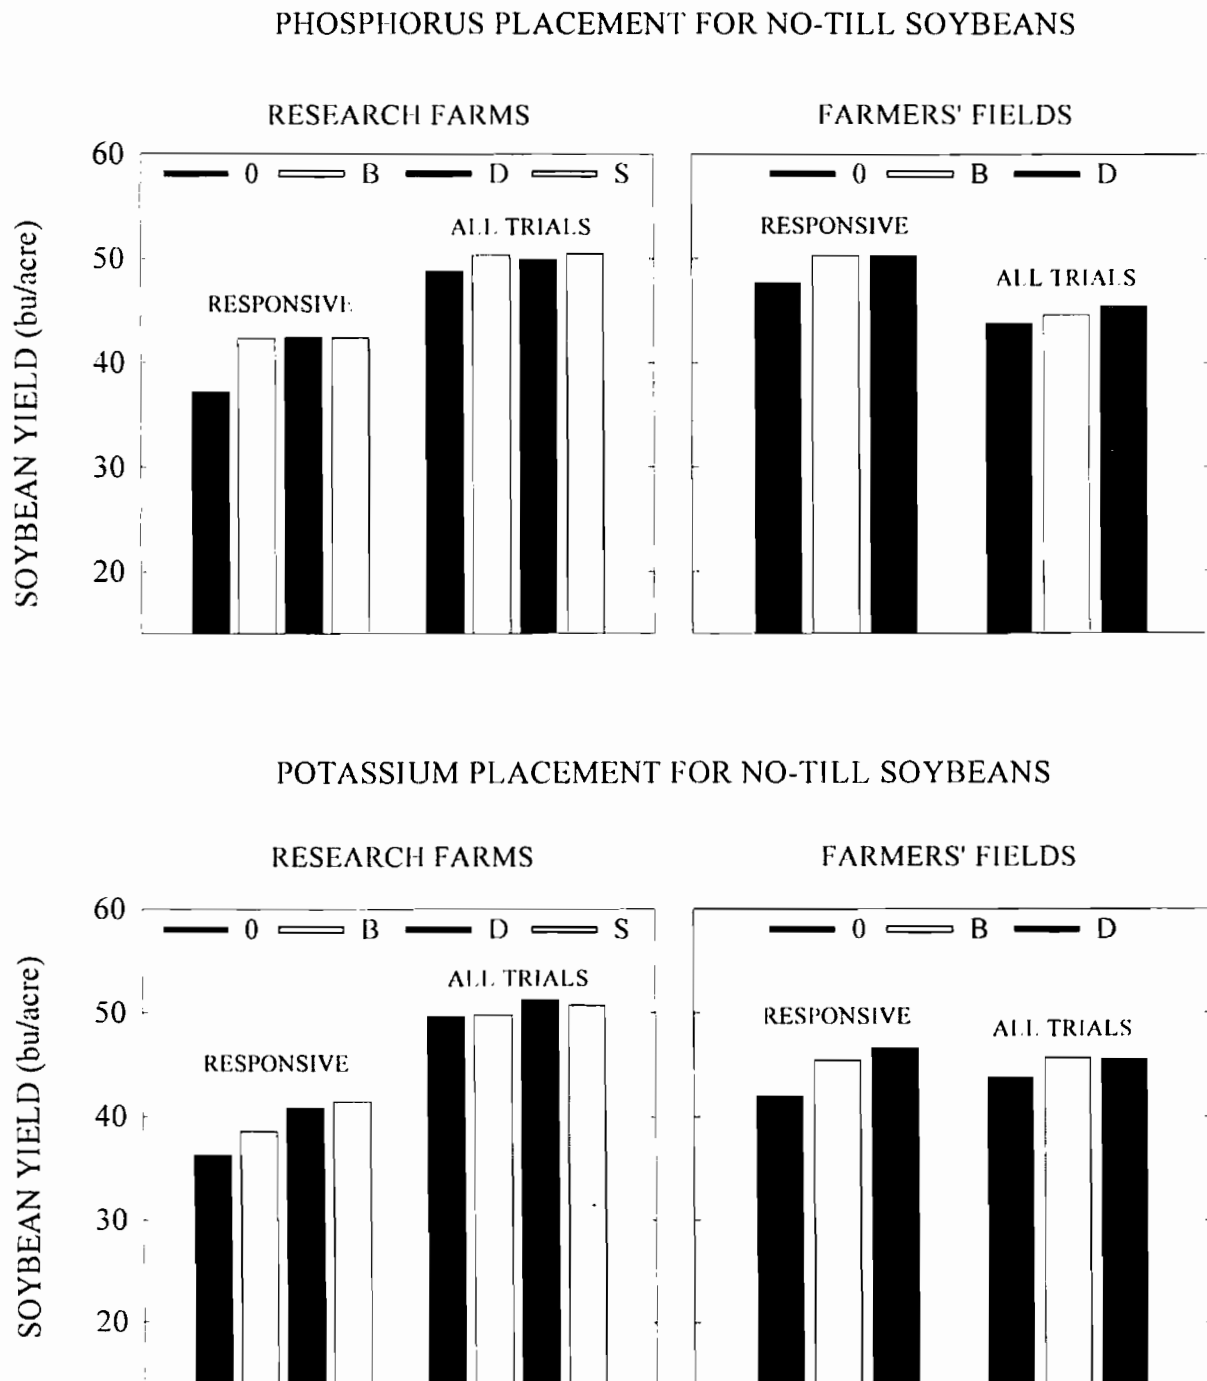 PHOSPHORUS PLACEMENT FOR NO-TILL SOYBEANS
RESEARCH FARMS
FARMERS' FIELDS
SOYBEAN YIELD (bu/acre)
60
50
40
30
20
0 B D S
RESPONSIVE
ALL TRIALS
0 B D
RESPONSIVE
ALL TRIALS
POTASSIUM PLACEMENT FOR NO-TILL SOYBEANS
RESEARCH FARMS
FARMERS' FIELDS
SOYBEAN YIELD (bu/acre)
60
50
40
30
20
0 B D S
RESPONSIVE
ALL TRIALS
0 B D
RESPONSIVE
ALL TRIALS